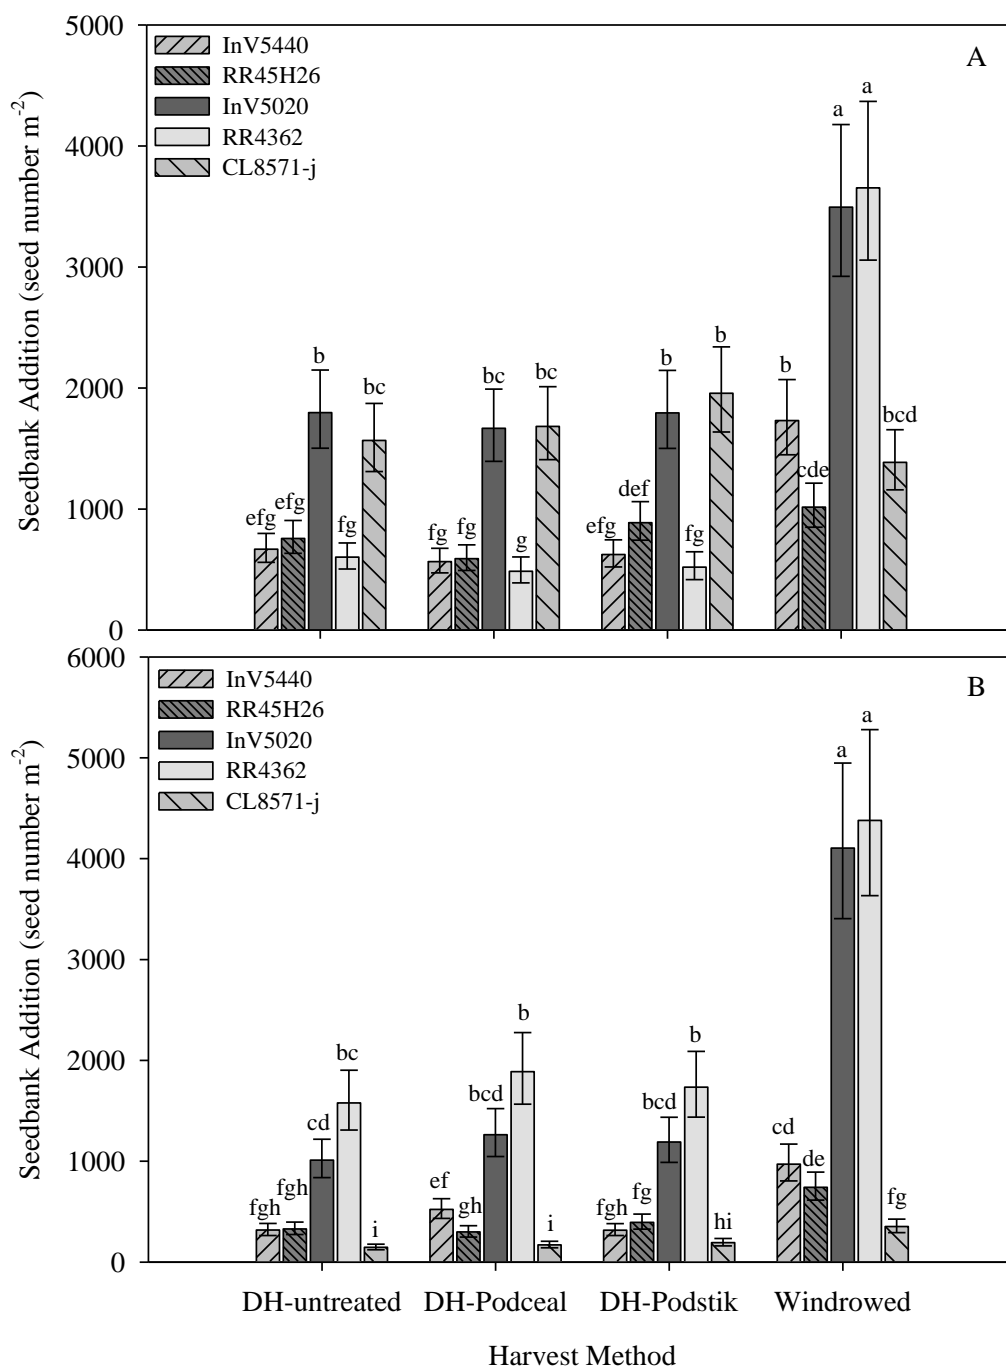 5000
4000
3000
2000
1000
0
Seedbank Addition (seed number m-2)
InV5440
RR45H26
InV5020
RR4362
CL8571-j
A
efg
efg
b
fg
bc
fg
fg
bc
g
bc
efg
def
b
fg
b
b
cde
a
a
bcd
6000
5000
4000
3000
2000
1000
0
Seedbank Addition (seed number m-2)
InV5440
RR45H26
InV5020
RR4362
CL8571-j
B
fgh
fgh
cd
bc
i
ef
gh
bcd
b
i
fgh
fg
bcd
b
hi
cd
de
a
a
fg
DH-untreated DH-Podceal DH-Podstik Windrowed
Harvest Method